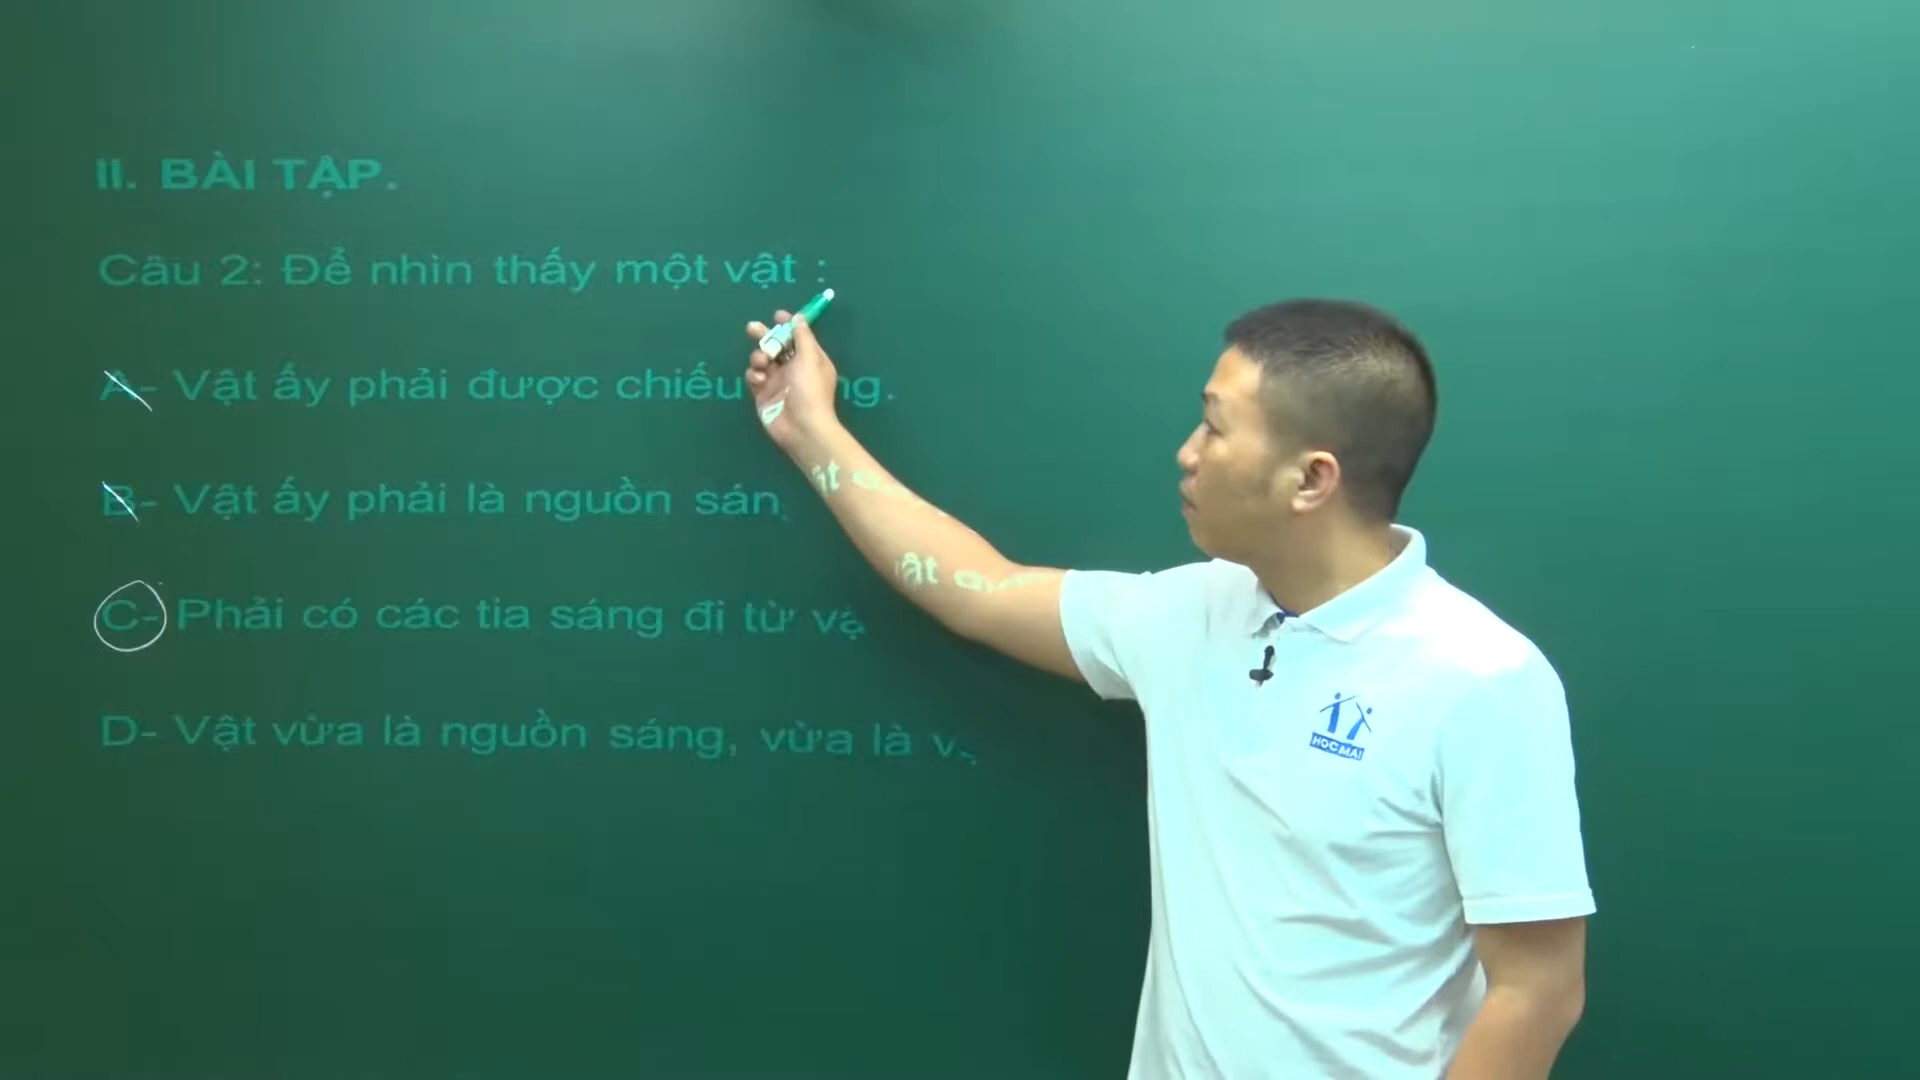 II. BÀI TẬP.
Câu 2: Để nhìn thấy một vật :
A- Vật ấy phải được chiếu
B- Vật ấy phải là nguồn
C- Phải có các tia sáng đi từ
D- Vật vừa là nguồn sáng, vừa là
HOCMAI